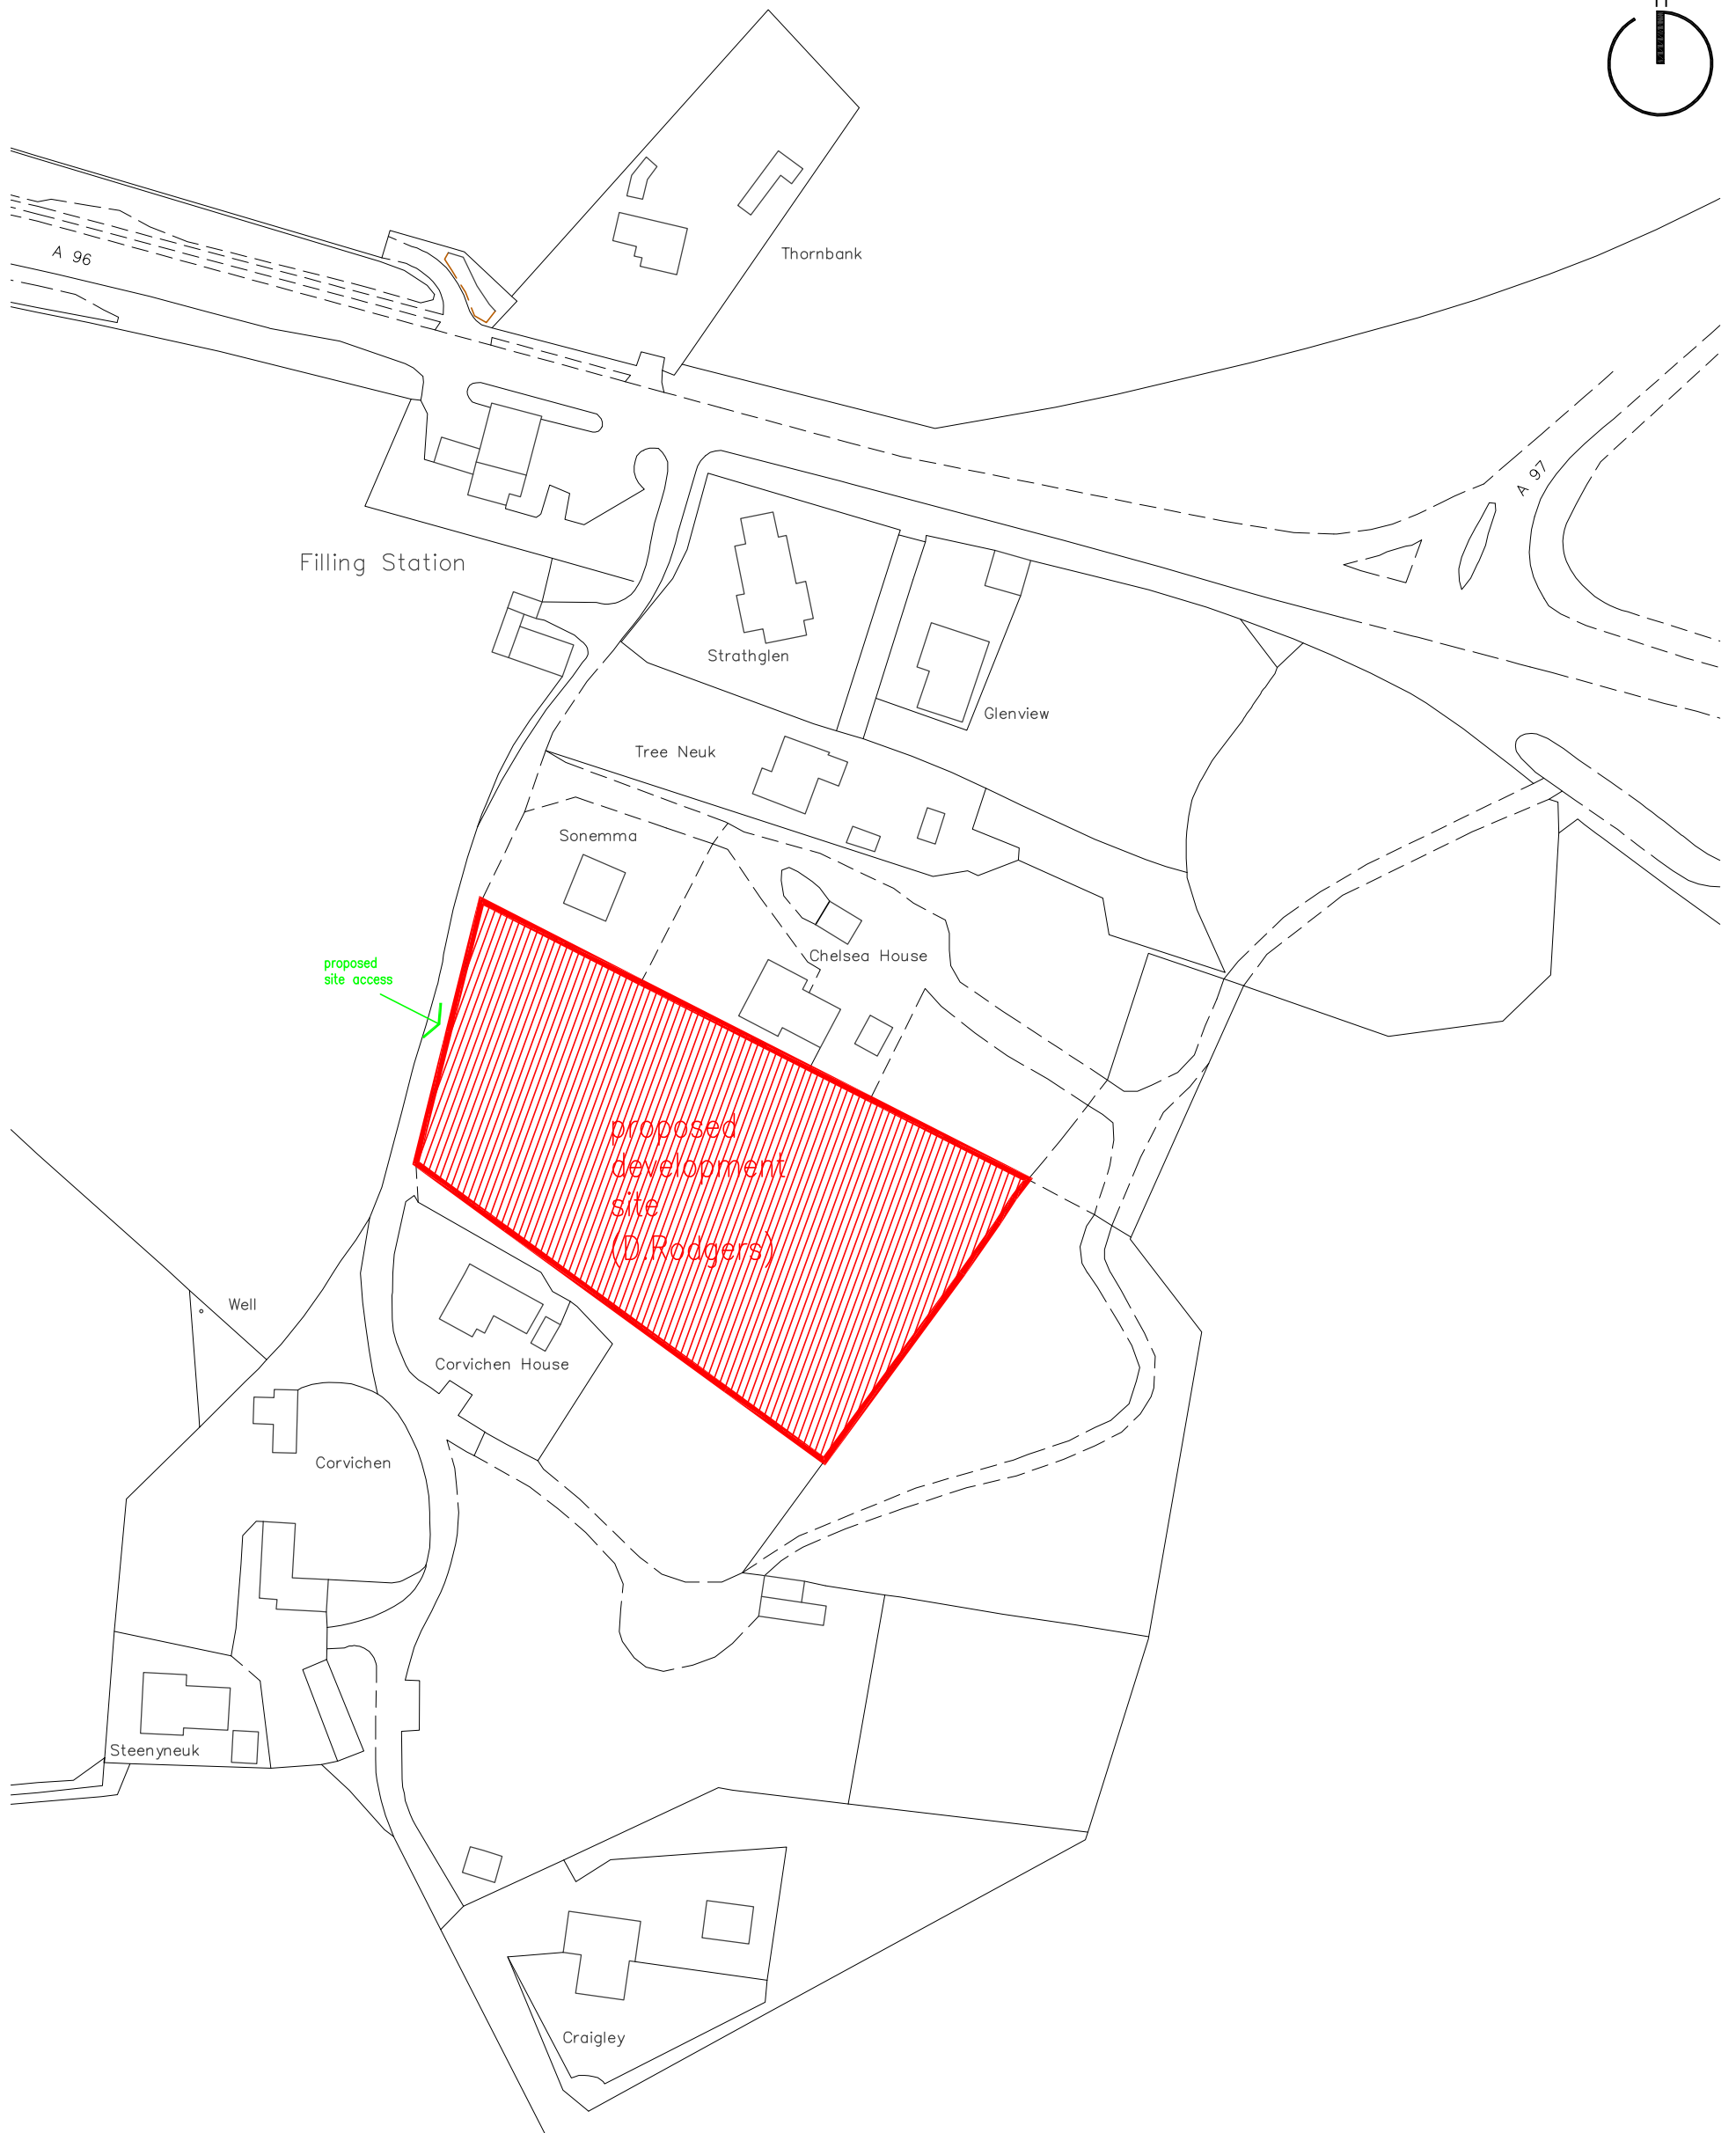 Thornbank
A 96
A 97
Filling Station
Strathglen
Glenview
Tree Neuk
Sonemma
Chelsea House
proposed
site access
proposed
development
site
(D.Rodgers)
Well
Corvichen House
Corvichen
Steenyneuk
Craigley